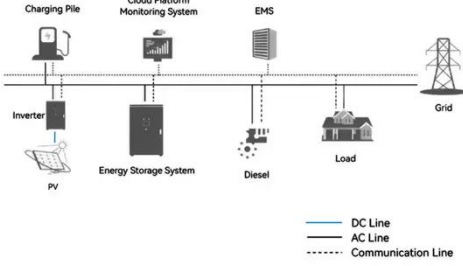 Charging Pile
Cloud Platform
Monitoring System
EMS
Grid
Inverter
PV
Energy Storage System
Diesel
Load
DC Line
AC Line
Communication Line